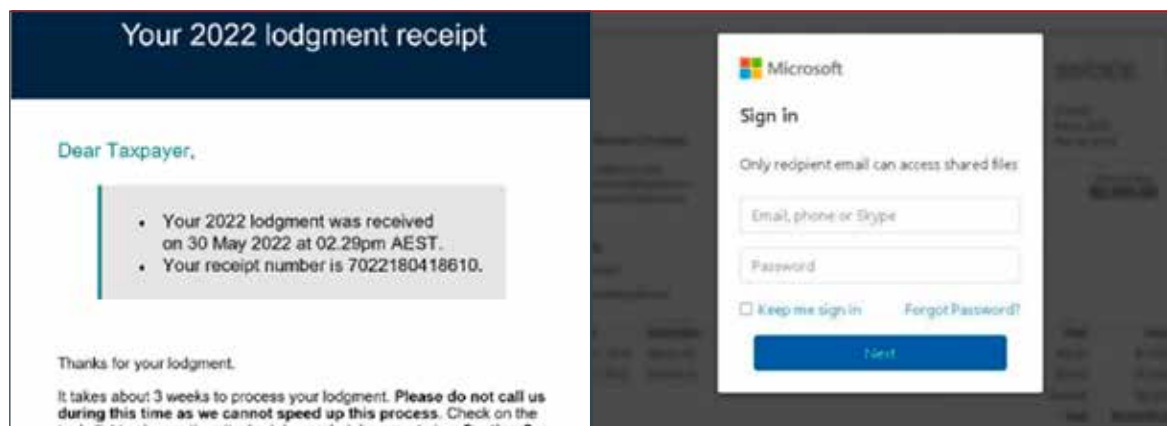 Your 2022 lodgment receipt
Dear Taxpayer,
• Your 2022 lodgment was received
on 30 May 2022 at 02.29pm AEST.
• Your receipt number is 7022180418610.
Thanks for your lodgment.
It takes about 3 weeks to process your lodgment. Please do not call us
during this time as we cannot speed up this process. Check on the
Microsoft
Sign in
Only recipient email can access shared files
Email, phone or Skype
Password
Keep me sign in Forgot Password?
Next